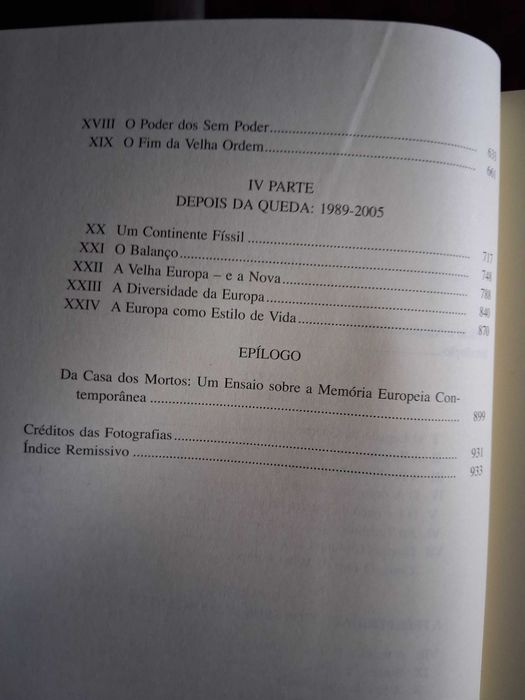 XVIII O Poder dos Sem Poder 631
XIX O Fim da Velha Ordem 661
IV PARTE
DEPOIS DA QUEDA: 1989-2005
XX Um Continente Físsil 717
XXI O Balanço 748
XXII A Velha Europa – e a Nova 788
XXIII A Diversidade da Europa 840
XXIV A Europa como Estilo de Vida 870
EPÍLOGO
Da Casa dos Mortos: Um Ensaio sobre a Memória Europeia Con-
temporânea 899
Créditos das Fotografias 931
Índice Remissivo 933